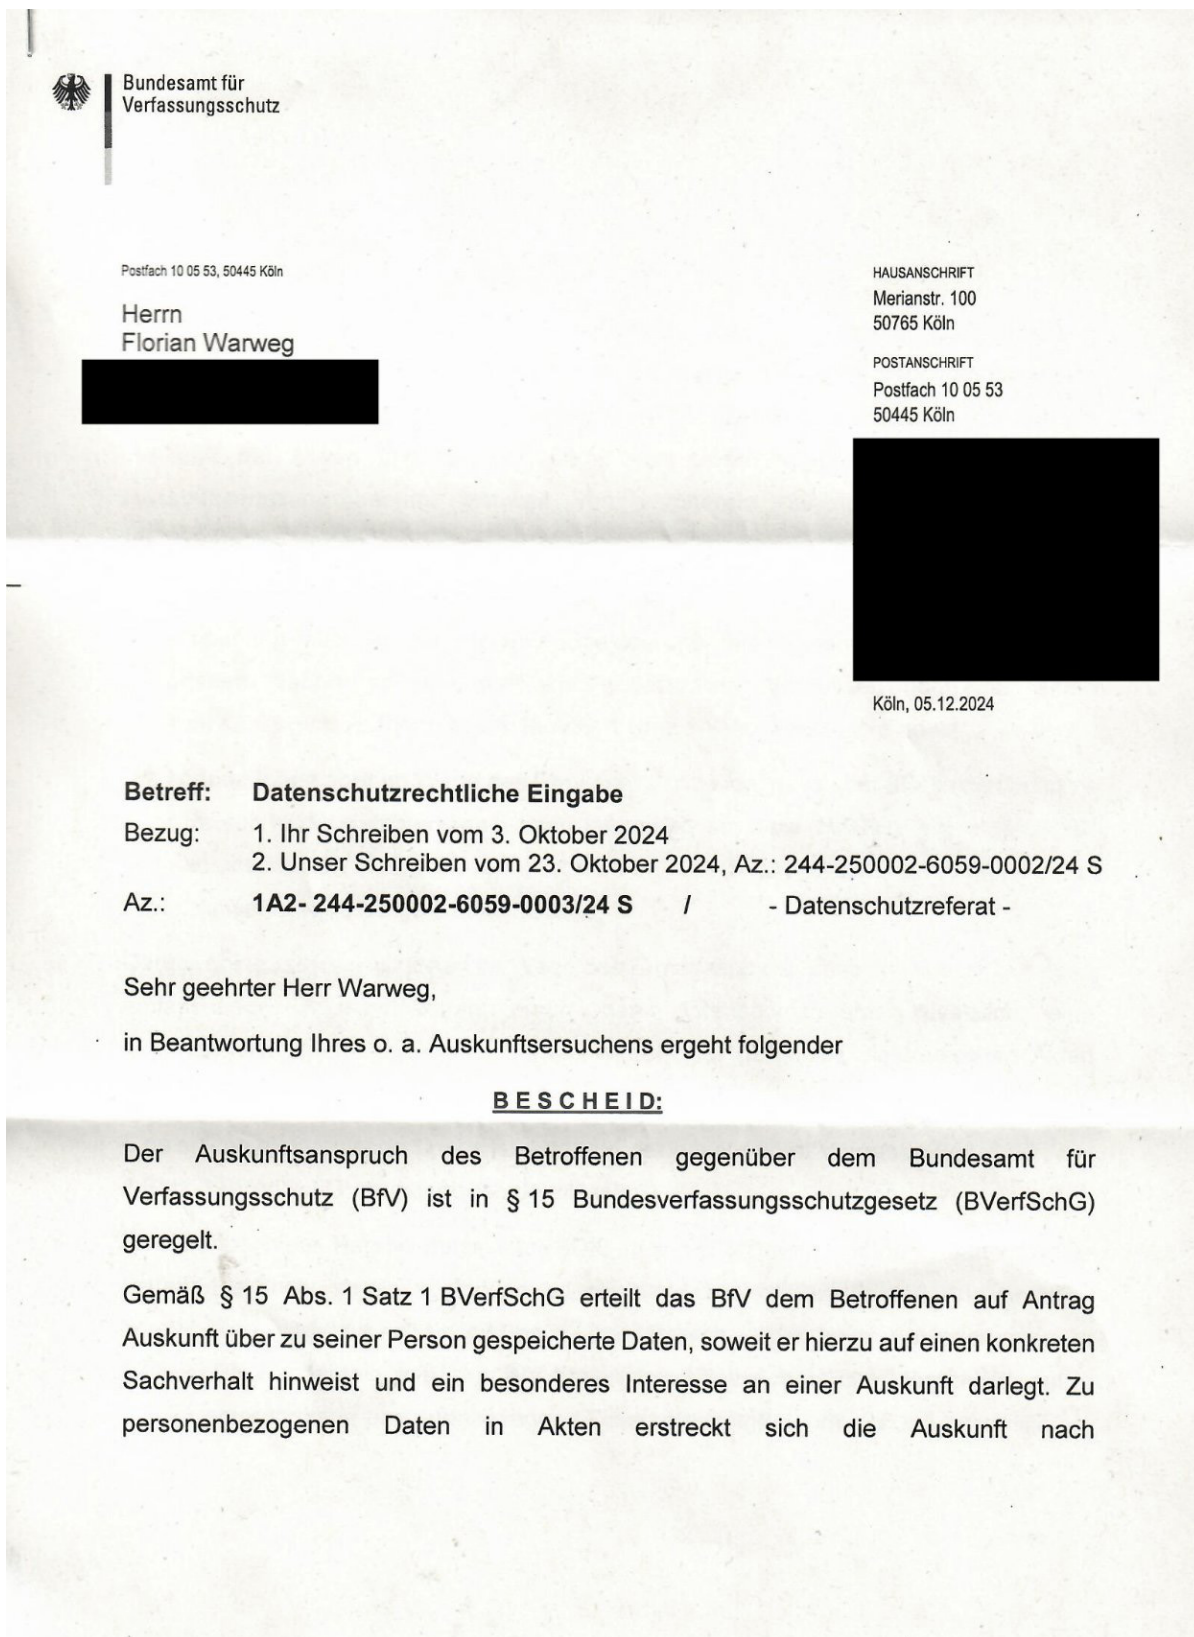 Bundesamt für
Verfassungsschutz
Postfach 10 05 53, 50445 Köln
Herrn
Florian Warweg
HAUSANSCHRIFT
Merianstr. 100
50765 Köln
POSTANSCHRIFT
Postfach 10 05 53
50445 Köln
Köln, 05.12.2024
Betreff: Datenschutzrechtliche Eingabe
Bezug: 1. Ihr Schreiben vom 3. Oktober 2024
2. Unser Schreiben vom 23. Oktober 2024, Az.: 244-250002-6059-0002/24 S
Az.: 1A2- 244-250002-6059-0003/24 S / - Datenschutzreferat -
Sehr geehrter Herr Warweg,
in Beantwortung Ihres o. a. Auskunftsersuchens ergeht folgender
BESCHEID:
Der Auskunftsanspruch des Betroffenen gegenüber dem Bundesamt für
Verfassungsschutz (BfV) ist in § 15 Bundesverfassungsschutzgesetz (BVerfSchG)
geregelt.
Gemäß § 15 Abs. 1 Satz 1 BVerfSchG erteilt das BfV dem Betroffenen auf Antrag
Auskunft über zu seiner Person gespeicherte Daten, soweit er hierzu auf einen konkreten
Sachverhalt hinweist und ein besonderes Interesse an einer Auskunft darlegt. Zu
personenbezogenen Daten in Akten erstreckt sich die Auskunft nach